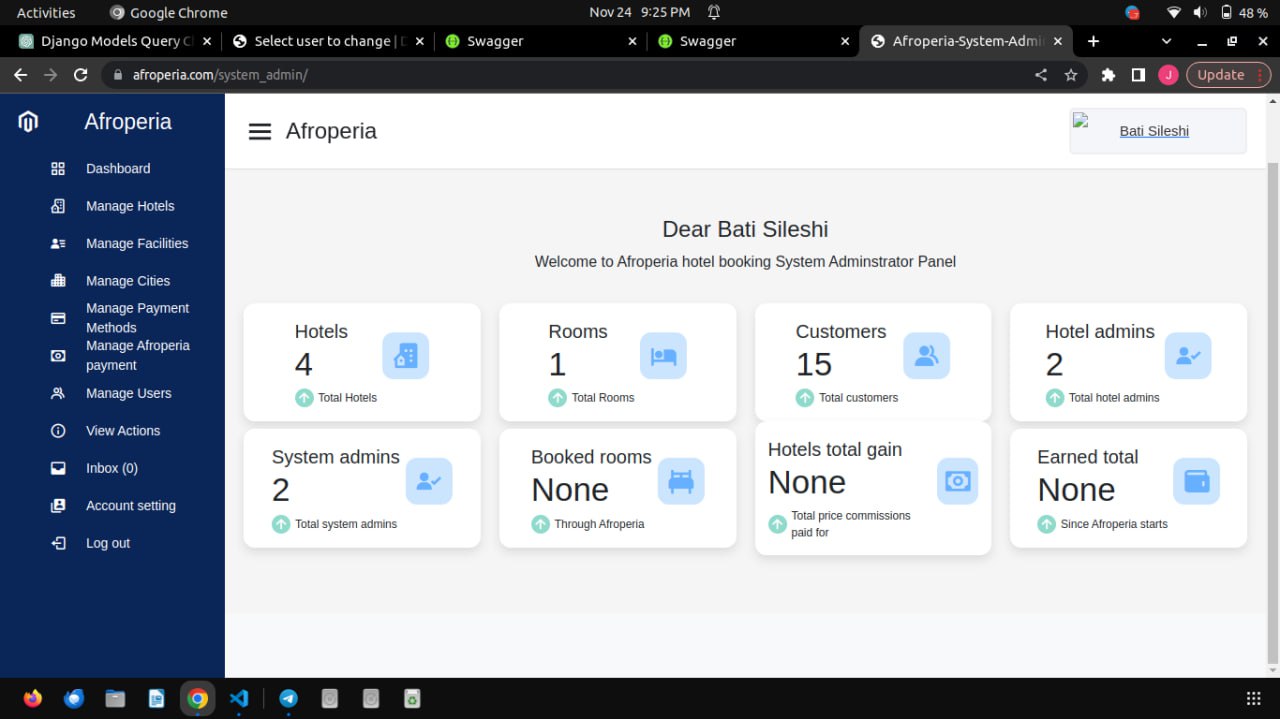 Activities
Google Chrome
Nov 24 9:25 PM
48 %
Django Models Query C
Select user to change | D
Swagger
Swagger
Afroperia-System-Admi
afroperia.com/system_admin/
J
Update
Afroperia
Dashboard
Manage Hotels
Manage Facilities
Manage Cities
Manage Payment
Methods
Manage Afroperia
payment
Manage Users
View Actions
Inbox (0)
Account setting
Log out
Afroperia
Bati Sileshi
Dear Bati Sileshi
Welcome to Afroperia hotel booking System Adminstrator Panel
Hotels
4
Total Hotels
Rooms
1
Total Rooms
Customers
15
Total customers
Hotel admins
2
Total hotel admins
System admins
2
Total system admins
Booked rooms
None
Through Afroperia
Hotels total gain
None
Total price commissions
paid for
Earned total
None
Since Afroperia starts